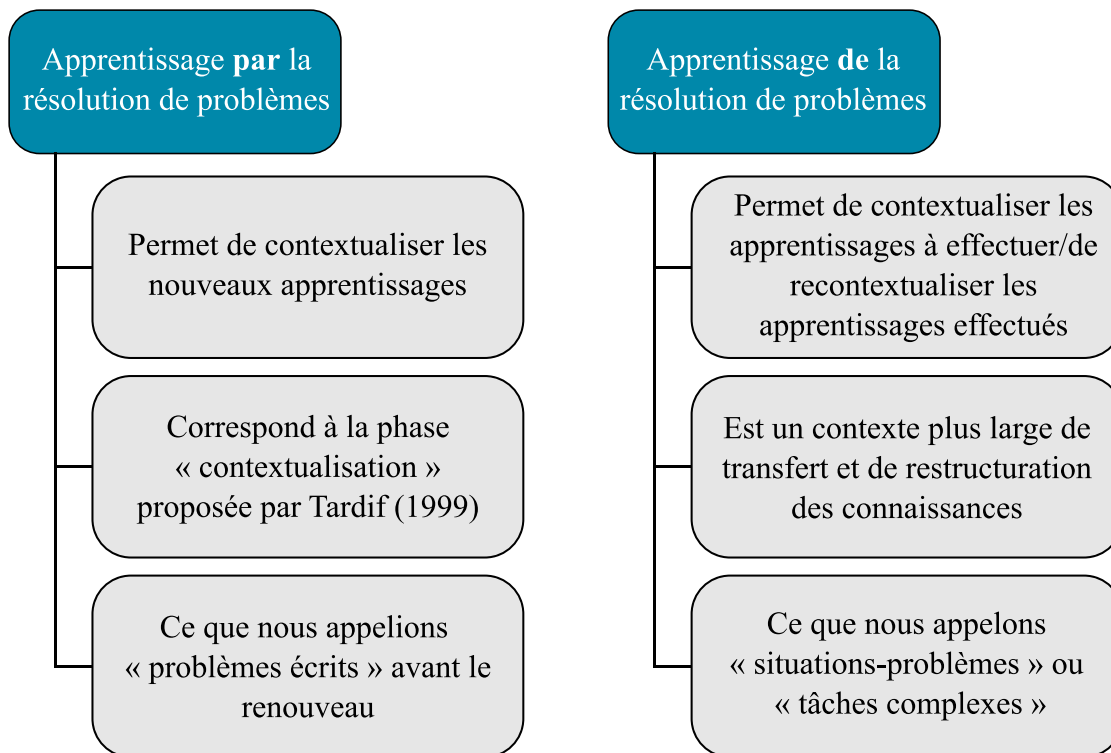 Apprentissage par la
résolution de problèmes
Permet de contextualiser les
nouveaux apprentissages
Correspond à la phase
« contextualisation »
proposée par Tardif (1999)
Ce que nous appelions
« problèmes écrits » avant le
renouveau
Apprentissage de la
résolution de problèmes
Permet de contextualiser les
apprentissages à effectuer/de
recontextualiser les
apprentissages effectués
Est un contexte plus large de
transfert et de restructuration
des connaissances
Ce que nous appelons
« situations-problèmes » ou
« tâches complexes »